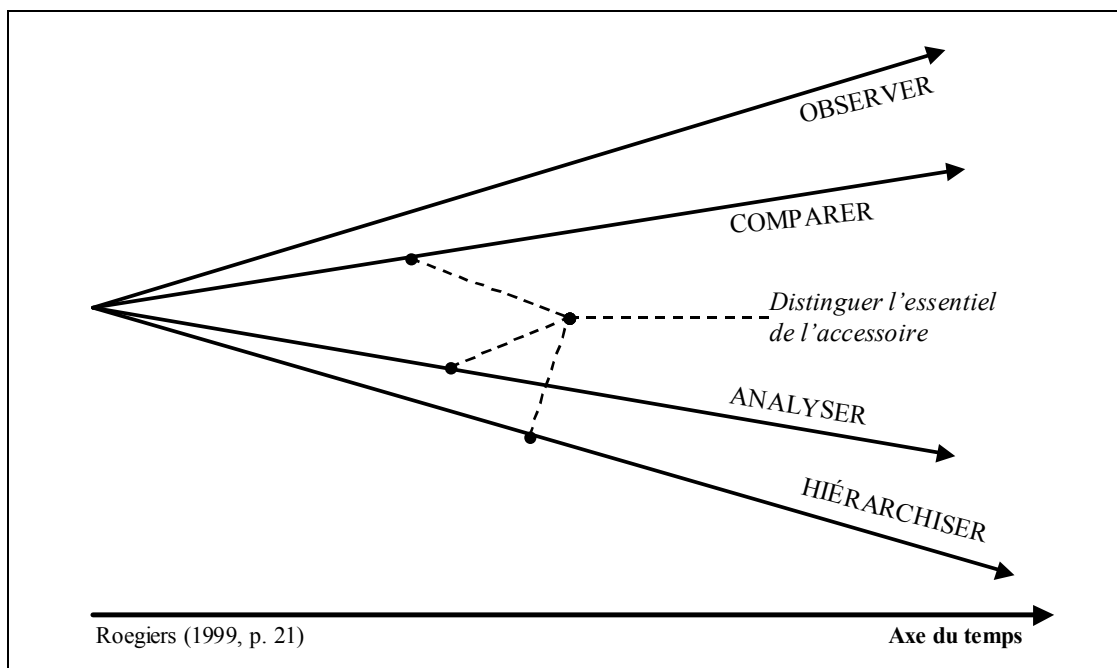 OBSERVER
COMPARER
Distinguer l’essentiel
de l’accessoire
ANALYSER
HIÉRARCHISER
Roegiers (1999, p. 21)
Axe du temps